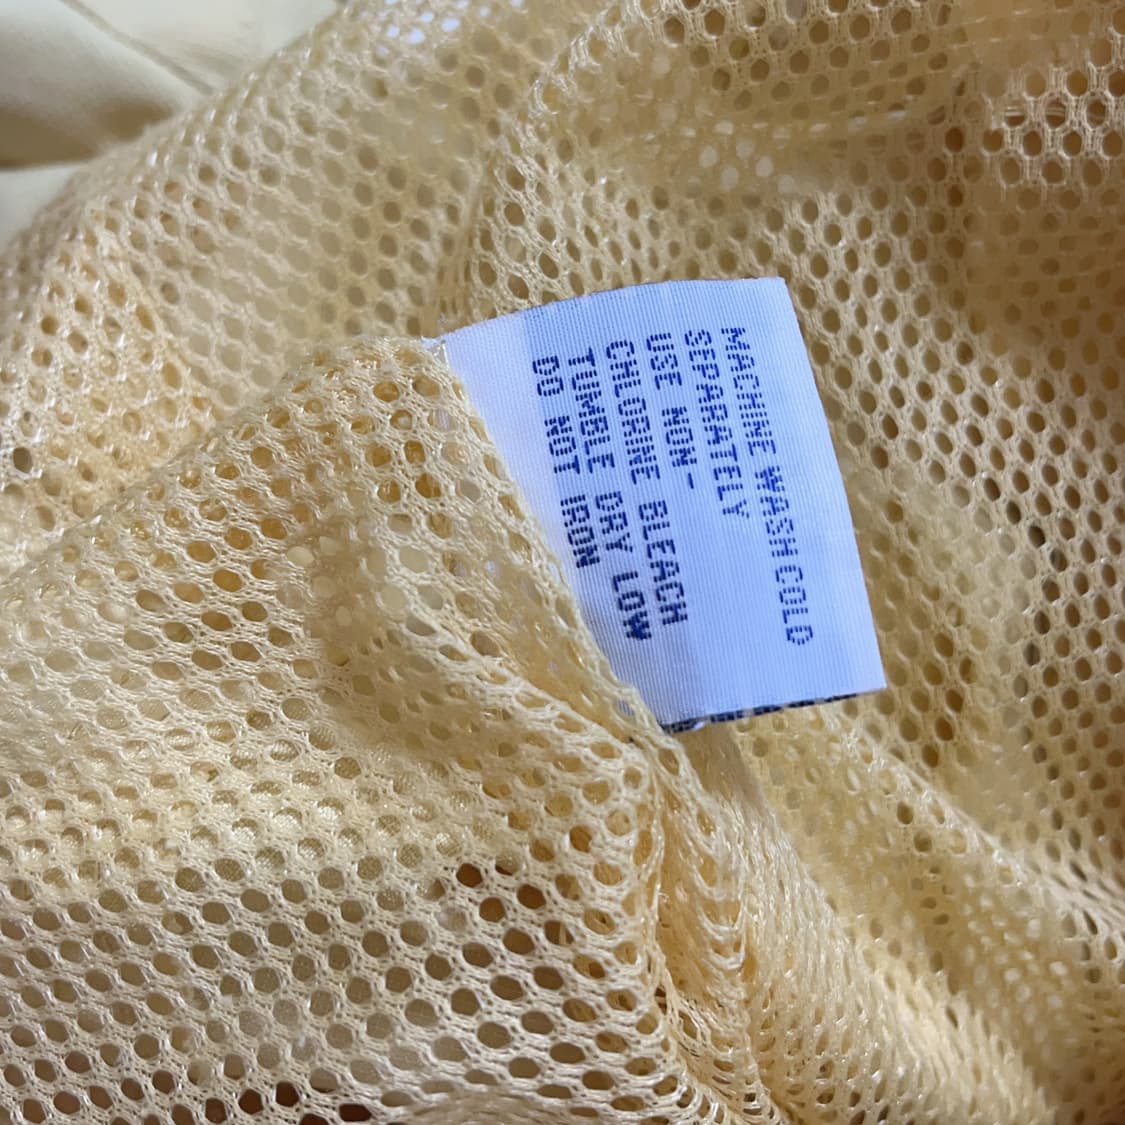 MACHINE WASH COLD
SEPARATELY
USE NON-
CHLORINE BLEACH
TUMBLE DRY LOW
DO NOT IRON